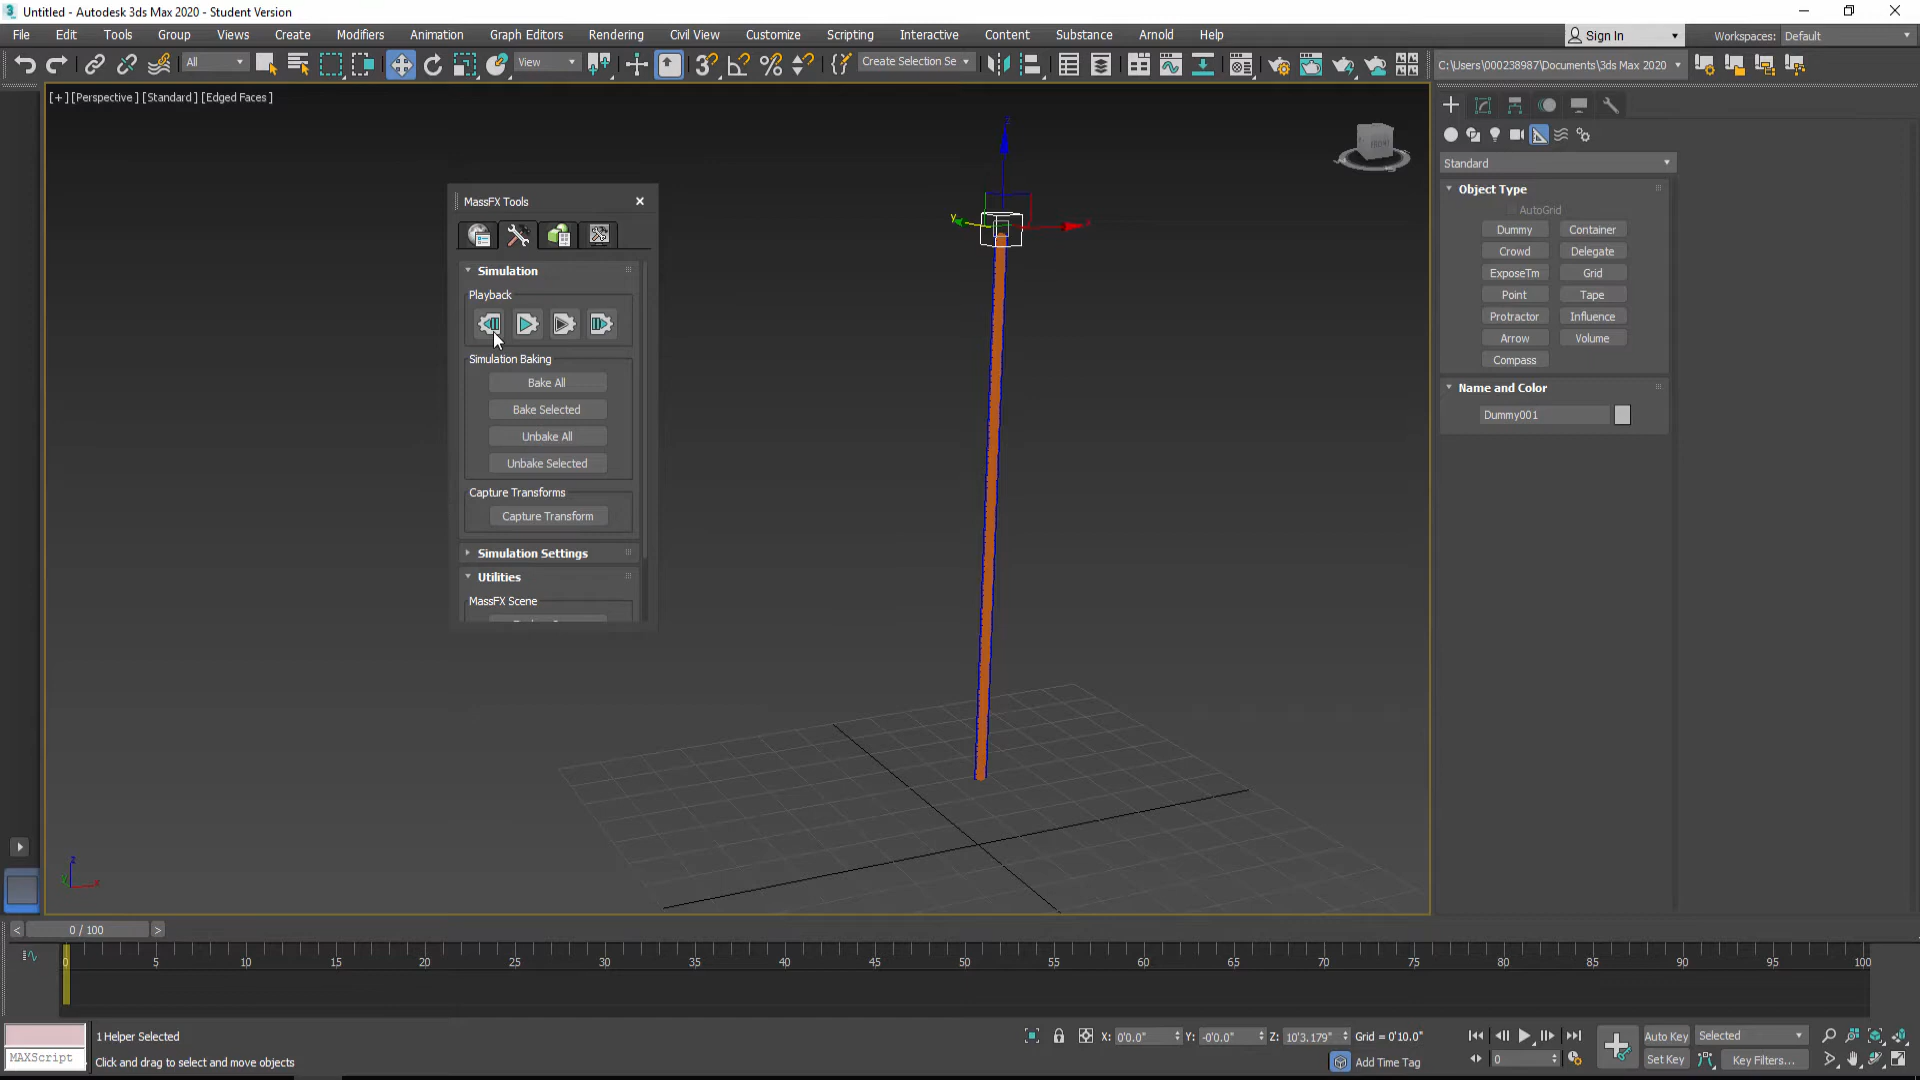 Untitled - Autodesk 3ds Max 2020 - Student Version
File Edit Tools Group Views Create Modifiers Animation Graph Editors Rendering Civil View Customize Scripting Interactive Content Substance Arnold Help
Sign In
Workspaces: Default
All
View
Create Selection Se
C:\Users\000238987\Documents\3ds Max 2020
[+] [Perspective] [Standard] [Edged Faces]
MassFX Tools
Simulation
Playback
Simulation Baking
Bake All
Bake Selected
Unbake All
Unbake Selected
Capture Transforms
Capture Transform
Simulation Settings
Utilities
MassFX Scene
z
y
x
z
x
Standard
Object Type
AutoGrid
Dummy Container
Crowd Delegate
ExposeTm Grid
Point Tape
Protractor Influence
Arrow Volume
Compass
Name and Color
Dummy001
< 0 / 100 >
0 5 10 15 20 25 30 35 40 45 50 55 60 65 70 75 80 85 90 95 100
MAXScript
1 Helper Selected
Click and drag to select and move objects
X: 0'0.0" Y: -0'0.0" Z: 10'3.179" Grid = 0'10.0"
Add Time Tag
0
Auto Key
Selected
Set Key
Key Filters...